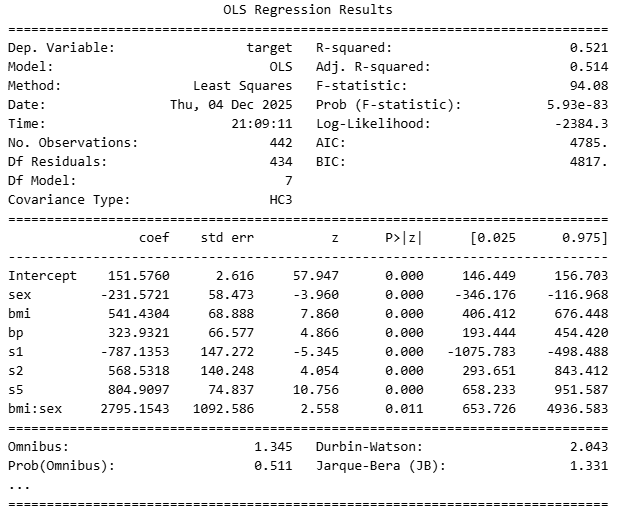 OLS Regression Results
==============================================================================
Dep. Variable: target R-squared: 0.521
Model: OLS Adj. R-squared: 0.514
Method: Least Squares F-statistic: 94.08
Date: Thu, 04 Dec 2025 Prob (F-statistic): 5.93e-83
Time: 21:09:11 Log-Likelihood: -2384.3
No. Observations: 442 AIC: 4785.
Df Residuals: 434 BIC: 4817.
Df Model: 7
Covariance Type: HC3
==============================================================================
coef std err z P>|z| [0.025 0.975]
------------------------------------------------------------------------------
Intercept 151.5760 2.616 57.947 0.000 146.449 156.703
sex -231.5721 58.473 -3.960 0.000 -346.176 -116.968
bmi 541.4304 68.888 7.860 0.000 406.412 676.448
bp 323.9321 66.577 4.866 0.000 193.444 454.420
s1 -787.1353 147.272 -5.345 0.000 -1075.783 -498.488
s2 568.5318 140.248 4.054 0.000 293.651 843.412
s5 804.9097 74.837 10.756 0.000 658.233 951.587
bmi:sex 2795.1543 1092.586 2.558 0.011 653.726 4936.583
==============================================================================
Omnibus: 1.345 Durbin-Watson: 2.043
Prob(Omnibus): 0.511 Jarque-Bera (JB): 1.331
...
==============================================================================